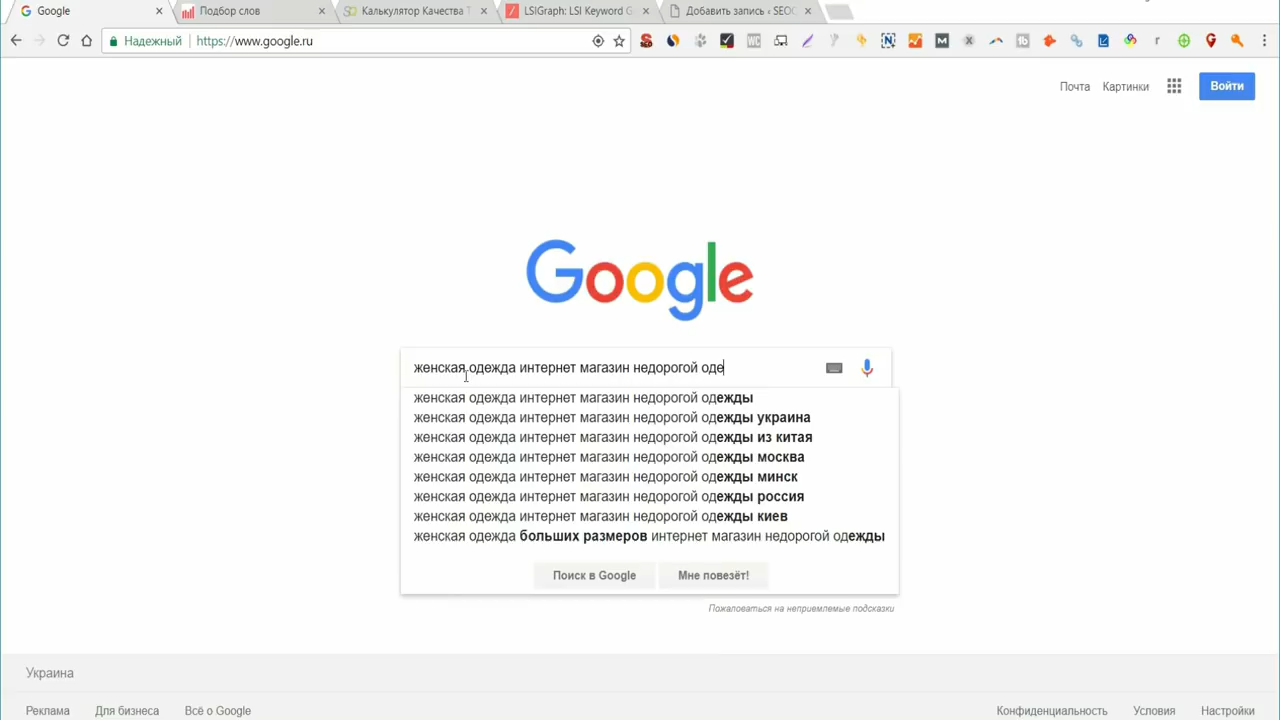 Google
Подбор слов
Калькулятор Качества Т
LSIGraph: LSI Keyword G
Добавить запись ‹ SEO
Надежный
https://www.google.ru
Почта
Картинки
Войти
Google
женская одежда интернет магазин недорогой оде
женская одежда интернет магазин недорогой одежды
женская одежда интернет магазин недорогой одежды украина
женская одежда интернет магазин недорогой одежды из китая
женская одежда интернет магазин недорогой одежды москва
женская одежда интернет магазин недорогой одежды минск
женская одежда интернет магазин недорогой одежды россия
женская одежда интернет магазин недорогой одежды киев
женская одежда больших размеров интернет магазин недорогой одежды
Поиск в Google
Мне повезёт!
Пожаловаться на неприемлемые подсказки
Украина
Реклама
Для бизнеса
Всё о Google
Конфиденциальность
Условия
Настройки